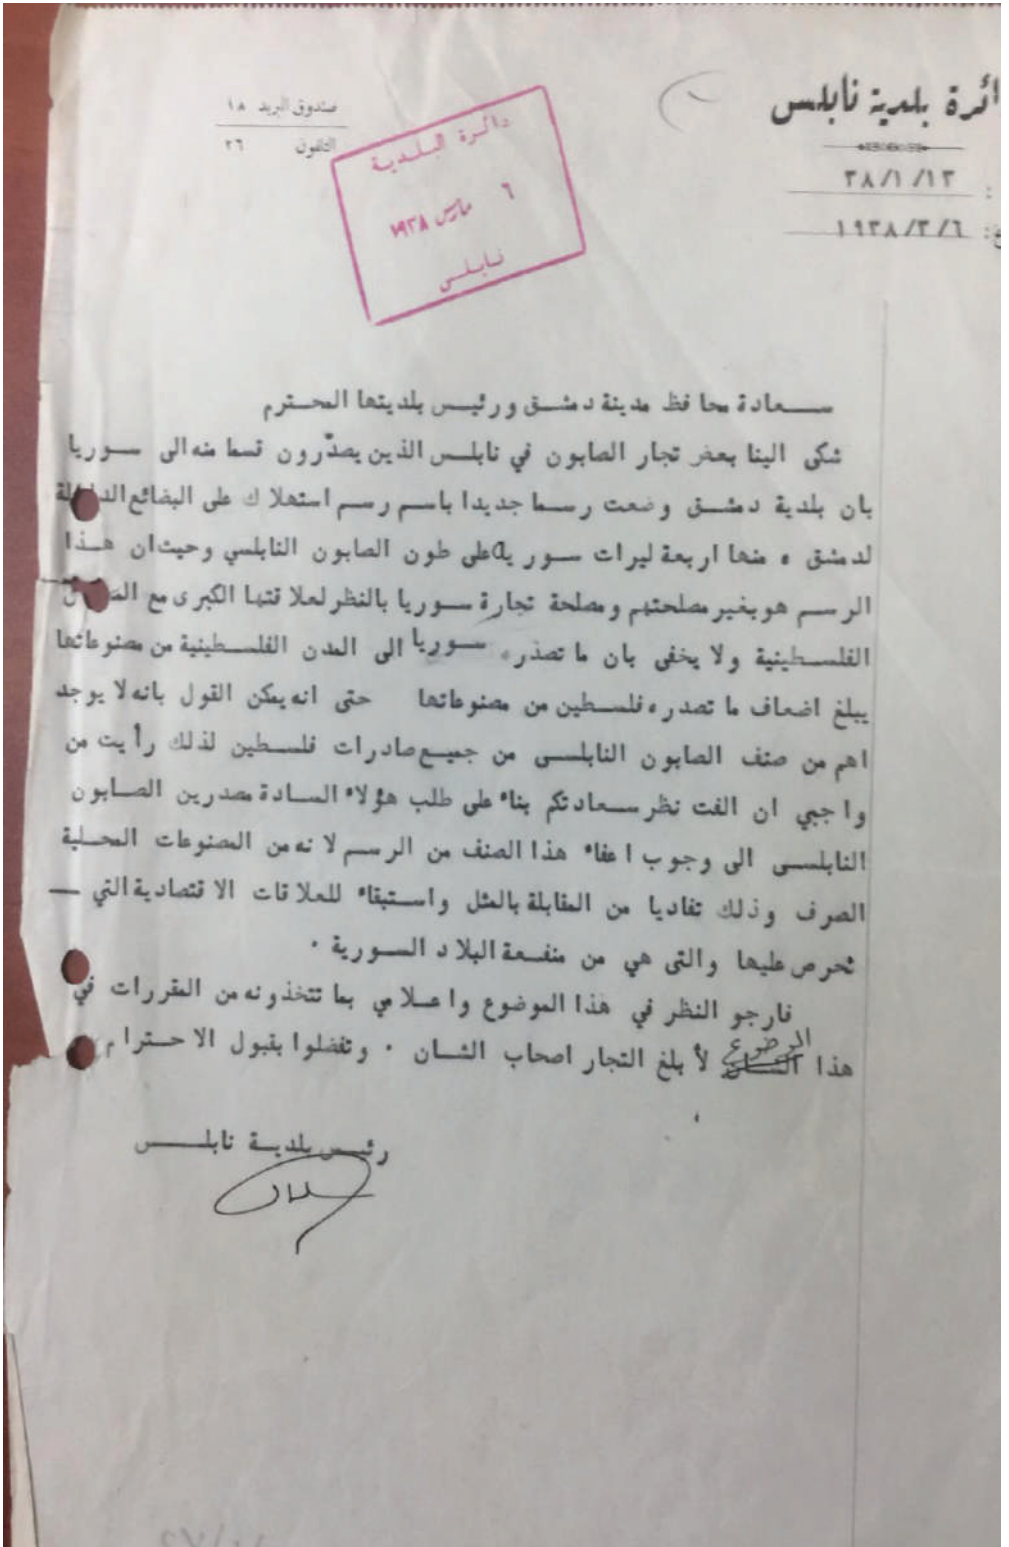 دائرة بلدية نابلس
صندوق البريد ١٨
التلفون ٢٦
٣٨/١/١٣
١٩٣٨/٣/٦
دائرة البلدية
٦ مارس ١٩٣٨
نابلس
سعادة محافظ مدينة دمشق ورئيس بلديتها المحترم
شكى الينا بعض تجار الصابون في نابلس الذين يصدّرون قسما منه الى سوريا
بان بلدية دمشق وضعت رسما جديدا باسم رسم استهلاك على البضائع الداخلة
لدمشق ٠ منها اربعة ليرات سورية على طون الصابون النابلسي وحيث ان هذا
الرسم هو بغير مصلحتهم ومصلحة تجارة سوريا بالنظر لعلاقتها الكبرى مع
الفلسطينية ولا يخفى بان ما تصدره سوريا الى المدن الفلسطينية من مصنوعاتها
يبلغ اضعاف ما تصدره فلسطين من مصنوعاتها حتى انه يمكن القول بانه لا يوجد
اهم من صنف الصابون النابلسى من جميع صادرات فلسطين لذلك رأيت من
واجبي ان الفت نظر سعادتكم بناء على طلب هؤلاء السادة مصدرين الصابون
النابلسى الى وجوب اعفاء هذا الصنف من الرسم لانه من المصنوعات المحلية
الصرف وذلك تفاديا من المقابلة بالمثل واستبقاء للعلاقات الاقتصادية التي ـــ
نحرص عليها والتى هي من منفعة البلاد السورية ٠
فارجو النظر في هذا الموضوع واعلامي بما تتخذونه من المقررات في
هذا الموضوع لأبلغ التجار اصحاب الشان ٠ وتفضلوا بقبول الاحترام
رئيس بلدية نابلس